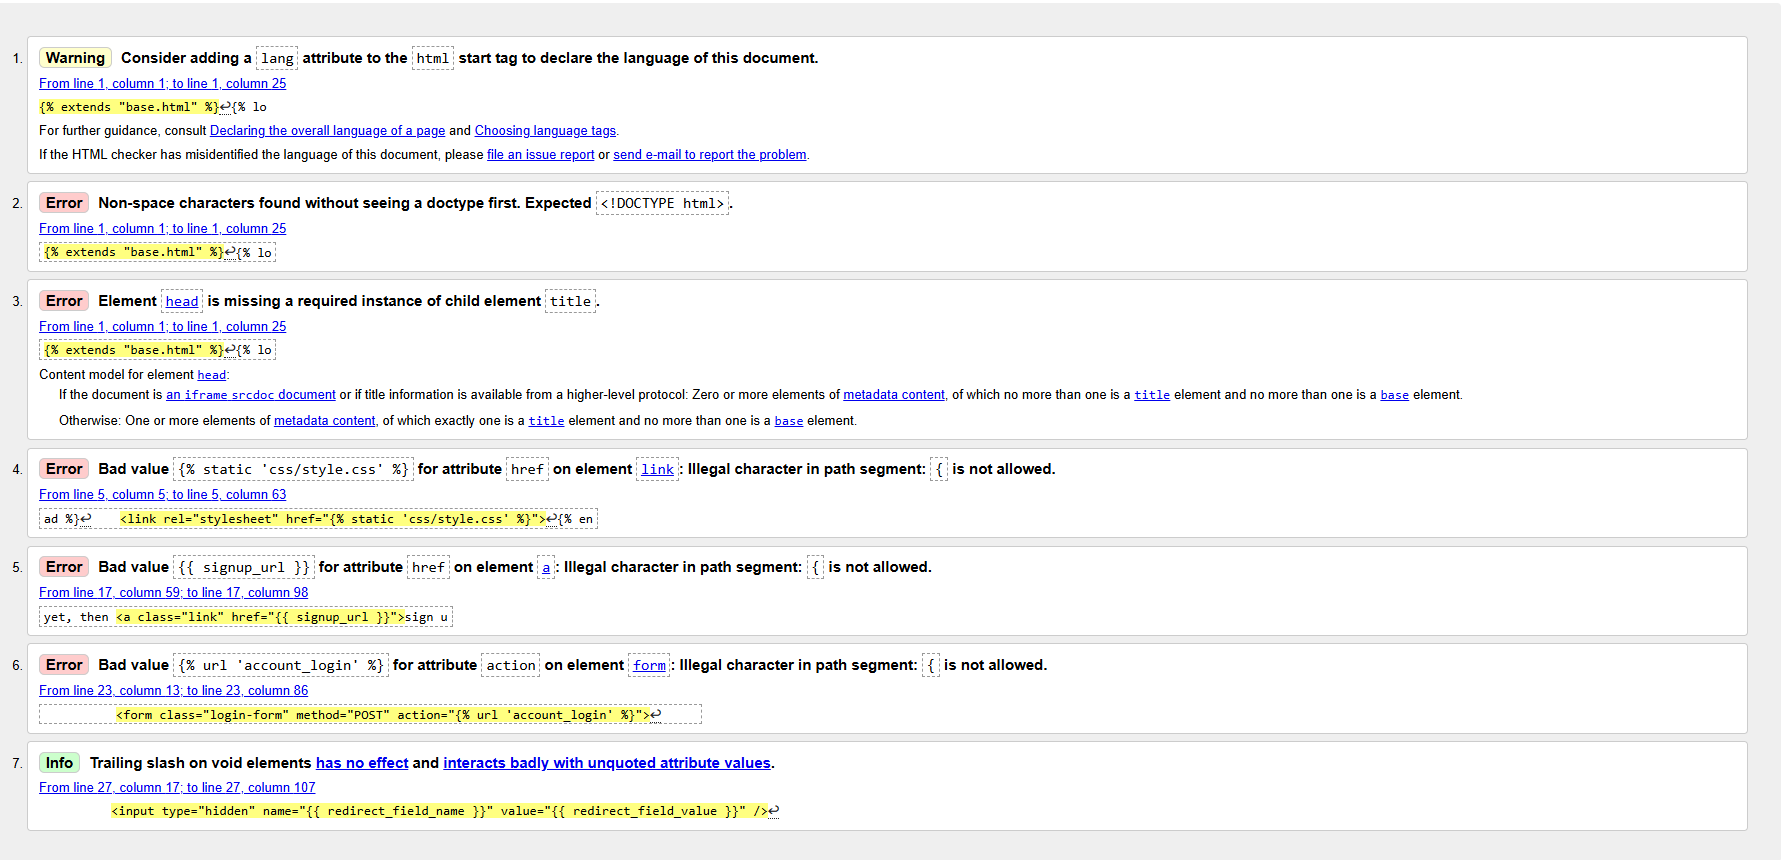 1. Warning Consider adding a lang attribute to the html start tag to declare the language of this document.
From line 1, column 1; to line 1, column 25
{% extends "base.html" %}↩{% lo
For further guidance, consult Declaring the overall language of a page and Choosing language tags.
If the HTML checker has misidentified the language of this document, please file an issue report or send e-mail to report the problem.
2. Error Non-space characters found without seeing a doctype first. Expected <!DOCTYPE html>.
From line 1, column 1; to line 1, column 25
{% extends "base.html" %}↩{% lo
3. Error Element head is missing a required instance of child element title.
From line 1, column 1; to line 1, column 25
{% extends "base.html" %}↩{% lo
Content model for element head:
If the document is an iframe srcdoc document or if title information is available from a higher-level protocol: Zero or more elements of metadata content, of which no more than one is a title element and no more than one is a base element.
Otherwise: One or more elements of metadata content, of which exactly one is a title element and no more than one is a base element.
4. Error Bad value {% static 'css/style.css' %} for attribute href on element link: Illegal character in path segment: { is not allowed.
From line 5, column 5; to line 5, column 63
ad %}↩    <link rel="stylesheet" href="{% static 'css/style.css' %}">↩{% en
5. Error Bad value {{ signup_url }} for attribute href on element a: Illegal character in path segment: { is not allowed.
From line 17, column 59; to line 17, column 98
yet, then <a class="link" href="{{ signup_url }}">sign u
6. Error Bad value {% url 'account_login' %} for attribute action on element form: Illegal character in path segment: { is not allowed.
From line 23, column 13; to line 23, column 86
<form class="login-form" method="POST" action="{% url 'account_login' %}">↩
7. Info Trailing slash on void elements has no effect and interacts badly with unquoted attribute values.
From line 27, column 17; to line 27, column 107
<input type="hidden" name="{{ redirect_field_name }}" value="{{ redirect_field_value }}" />↩